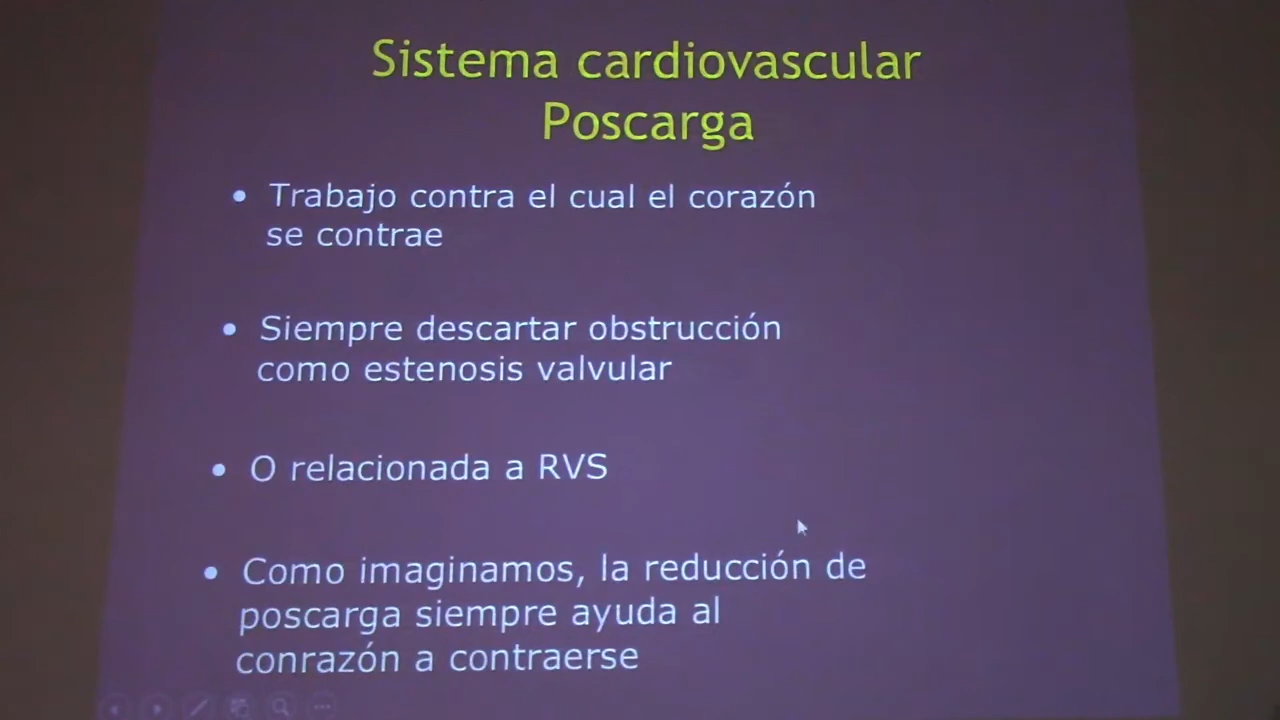 Sistema cardiovascular
Poscarga
• Trabajo contra el cual el corazón
se contrae
• Siempre descartar obstrucción
como estenosis valvular
• O relacionada a RVS
• Como imaginamos, la reducción de
poscarga siempre ayuda al
conrazón a contraerse